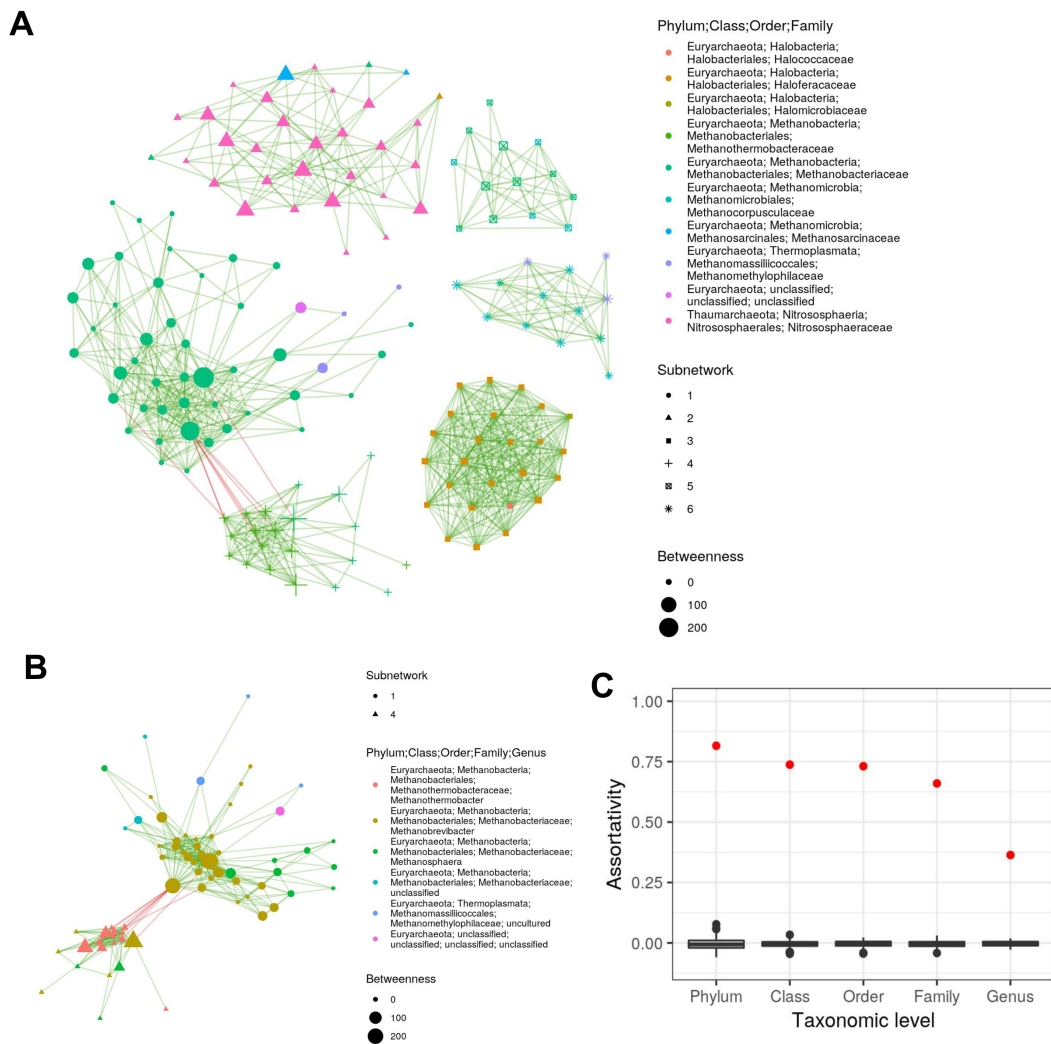 A
Phylum;Class;Order;Family
Euryarchaeota; Halobacteria;
Halobacteriales; Halococcaceae
Euryarchaeota; Halobacteria;
Halobacteriales; Haloferacaceae
Euryarchaeota; Halobacteria;
Halobacteriales; Halomicrobiaceae
Euryarchaeota; Methanobacteria;
Methanobacteriales;
Methanothermobacteraceae
Euryarchaeota; Methanobacteria;
Methanobacteriales; Methanobacteriaceae
Euryarchaeota; Methanomicrobia;
Methanomicrobiales;
Methanocorpusculaceae
Euryarchaeota; Methanomicrobia;
Methanosarcinales; Methanosarcinaceae
Euryarchaeota; Thermoplasmata;
Methanomassiliicoccales;
Methanomethylophilaceae
Euryarchaeota; unclassified;
unclassified; unclassified
Thaumarchaeota; Nitrososphaeria;
Nitrososphaerales; Nitrososphaeraceae
Subnetwork
1
2
3
4
5
6
Betweenness
0
100
200
B
Subnetwork
1
4
Phylum;Class;Order;Family;Genus
Euryarchaeota; Methanobacteria;
Methanobacteriales;
Methanothermobacteraceae;
Methanothermobacter
Euryarchaeota; Methanobacteria;
Methanobacteriales; Methanobacteriaceae;
Methanobrevibacter
Euryarchaeota; Methanobacteria;
Methanobacteriales; Methanobacteriaceae;
Methanosphaera
Euryarchaeota; Methanobacteria;
Methanobacteriales; Methanobacteriaceae;
unclassified
Euryarchaeota; Thermoplasmata;
Methanomassiliicoccales;
Methanomethylophilaceae; uncultured
Euryarchaeota; unclassified;
unclassified; unclassified; unclassified
Betweenness
0
100
200
C
Assortativity
1.00
0.75
0.50
0.25
0.00
Phylum Class Order Family Genus
Taxonomic level